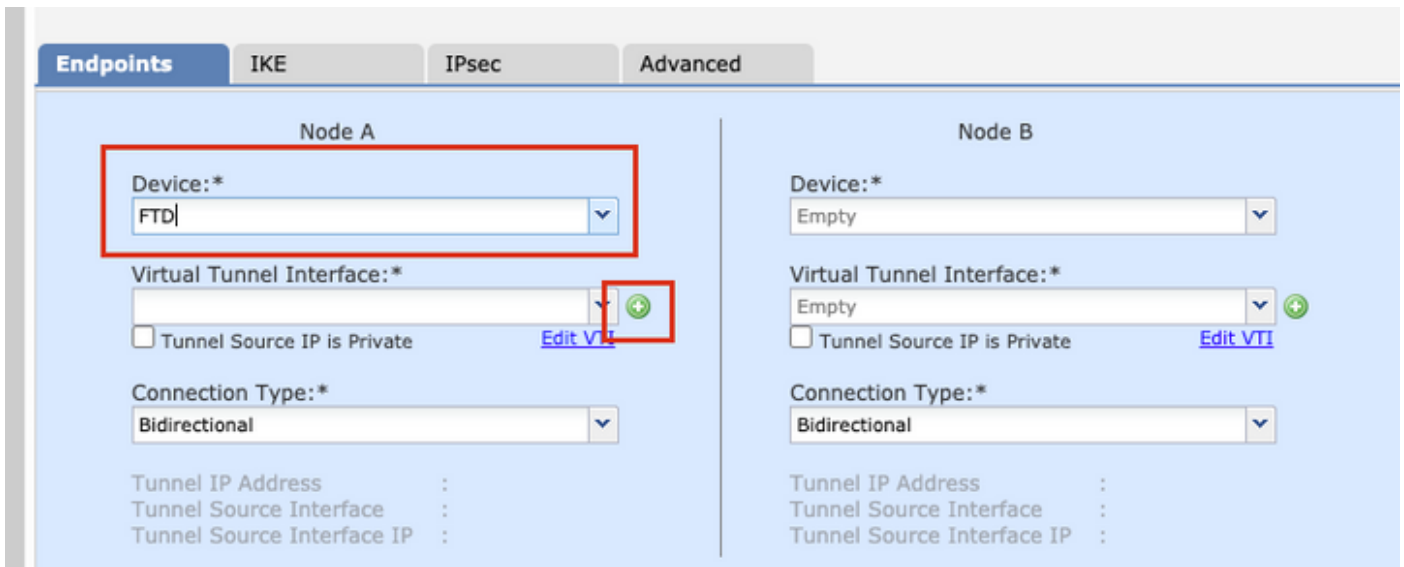 Endpoints IKE IPsec Advanced
Node A
Device:*
FTD
Virtual Tunnel Interface:*
Tunnel Source IP is Private Edit VTI
Connection Type:*
Bidirectional
Tunnel IP Address :
Tunnel Source Interface :
Tunnel Source Interface IP :
Node B
Device:*
Empty
Virtual Tunnel Interface:*
Empty
Tunnel Source IP is Private Edit VTI
Connection Type:*
Bidirectional
Tunnel IP Address :
Tunnel Source Interface :
Tunnel Source Interface IP :